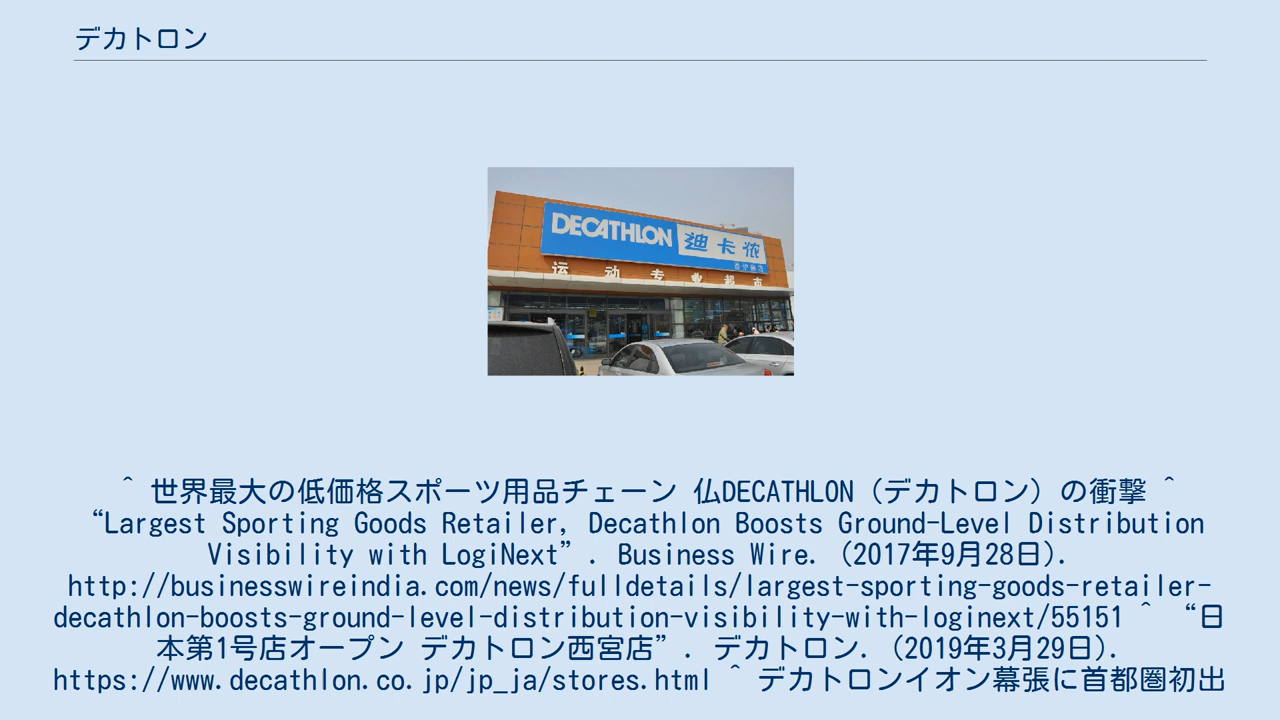 デカトロン
DECATHLON 迪卡侬
运动专业超市
＾ 世界最大の低価格スポーツ用品チェーン 仏DECATHLON（デカトロン）の衝撃 ＾
“Largest Sporting Goods Retailer, Decathlon Boosts Ground-Level Distribution
Visibility with LogiNext”. Business Wire. (2017年9月28日).
http://businesswireindia.com/news/fulldetails/largest-sporting-goods-retailer-
decathlon-boosts-ground-level-distribution-visibility-with-loginext/55151 ＾ “日
本第1号店オープン デカトロン西宮店”. デカトロン. (2019年3月29日).
https://www.decathlon.co.jp/jp_ja/stores.html ＾ デカトロンイオン幕張に首都圏初出